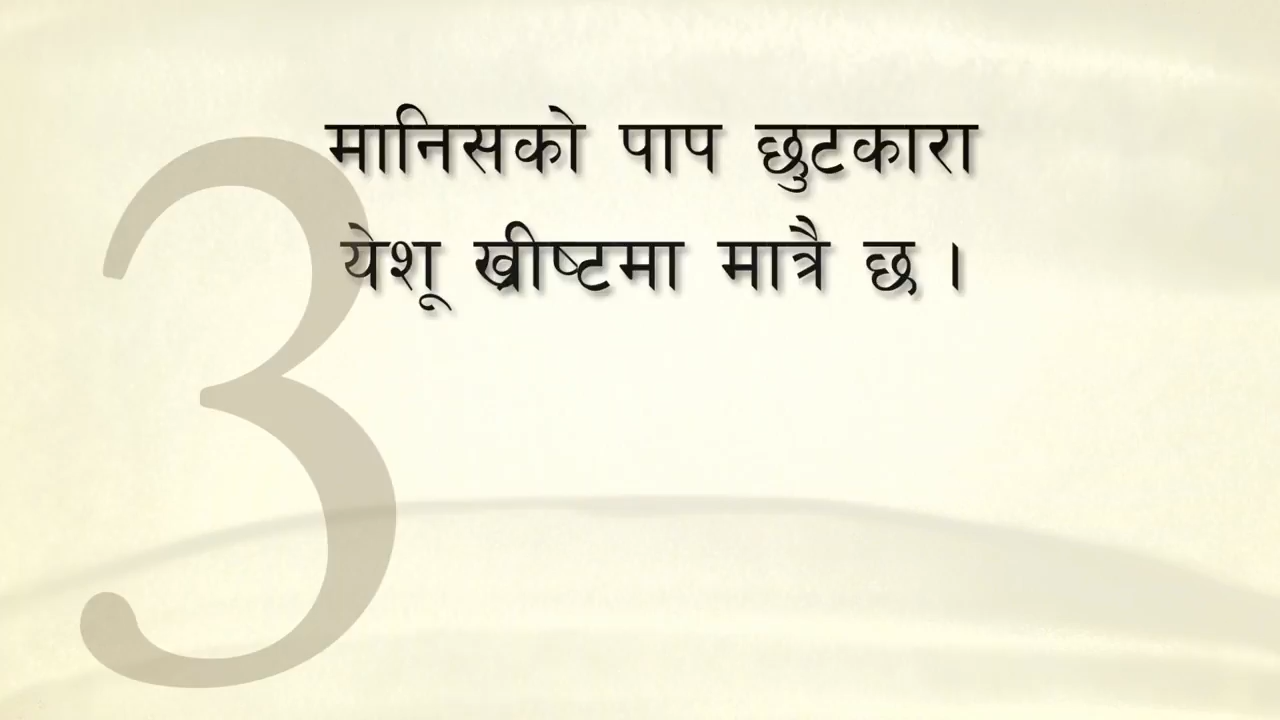 3
मानिसको पाप छुटकारा
येशू ख्रीष्टमा मात्रै छ ।